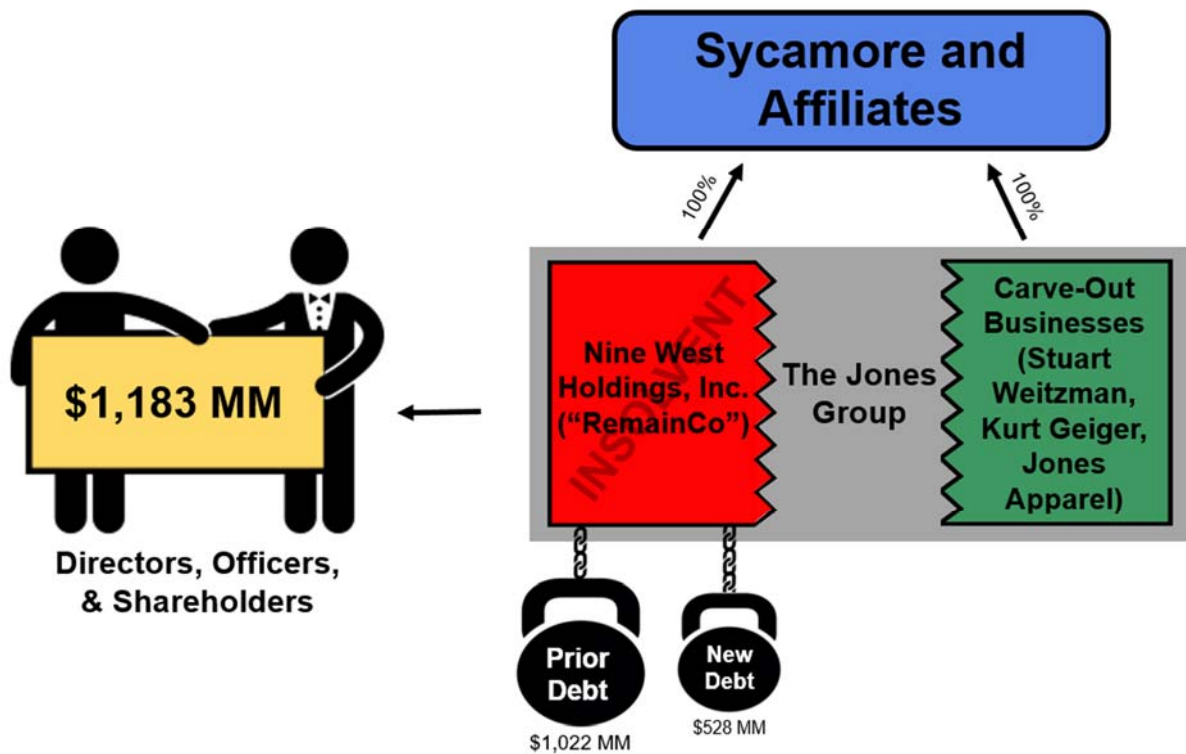 Sycamore and
Affiliates
100%
100%
$1,183 MM
Directors, Officers,
& Shareholders
INSOLVENT
Nine West
Holdings, Inc.
(“RemainCo”)
The Jones
Group
Carve-Out
Businesses
(Stuart
Weitzman,
Kurt Geiger,
Jones
Apparel)
Prior
Debt
$1,022 MM
New
Debt
$528 MM